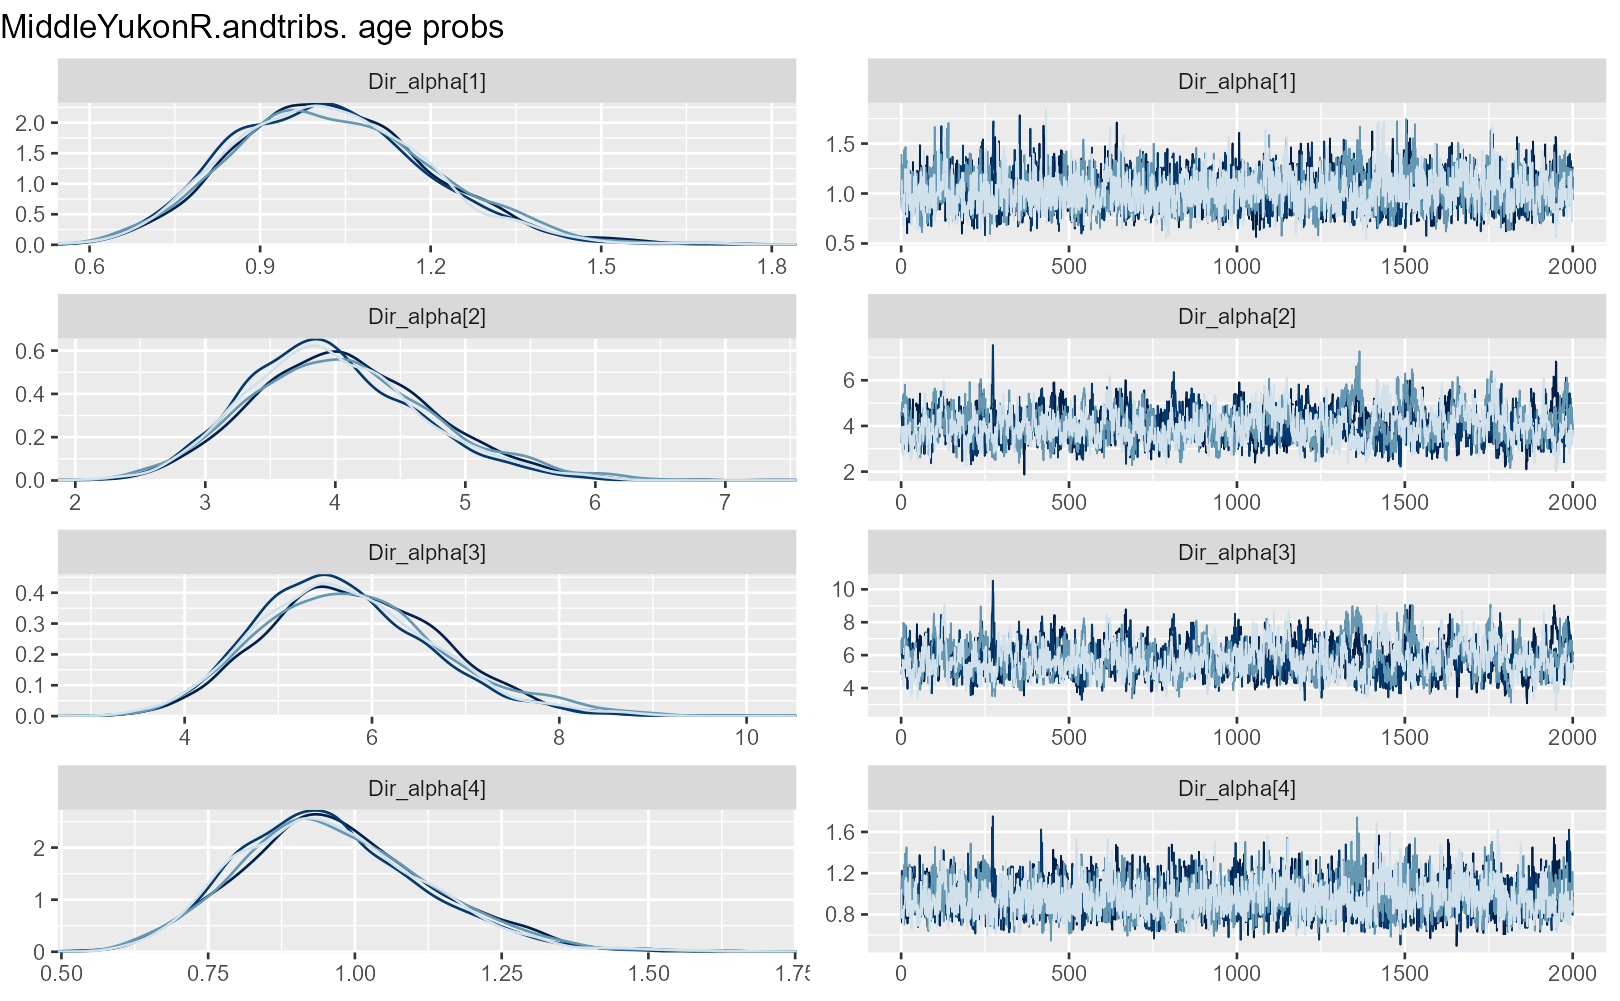 MiddleYukonR.andtribs. age probs
Dir_alpha[1]
Dir_alpha[1]
2.0
1.5
1.0
0.5
0.0
0.6 0.9 1.2 1.5 1.8
1.5
1.0
0.5
0 500 1000 1500 2000
Dir_alpha[2]
Dir_alpha[2]
0.6
0.4
0.2
0.0
2 3 4 5 6 7
6
4
2
0 500 1000 1500 2000
Dir_alpha[3]
Dir_alpha[3]
0.4
0.3
0.2
0.1
0.0
4 6 8 10
10
8
6
4
0 500 1000 1500 2000
Dir_alpha[4]
Dir_alpha[4]
2
1
0
0.50 0.75 1.00 1.25 1.50 1.75
1.6
1.2
0.8
0 500 1000 1500 2000